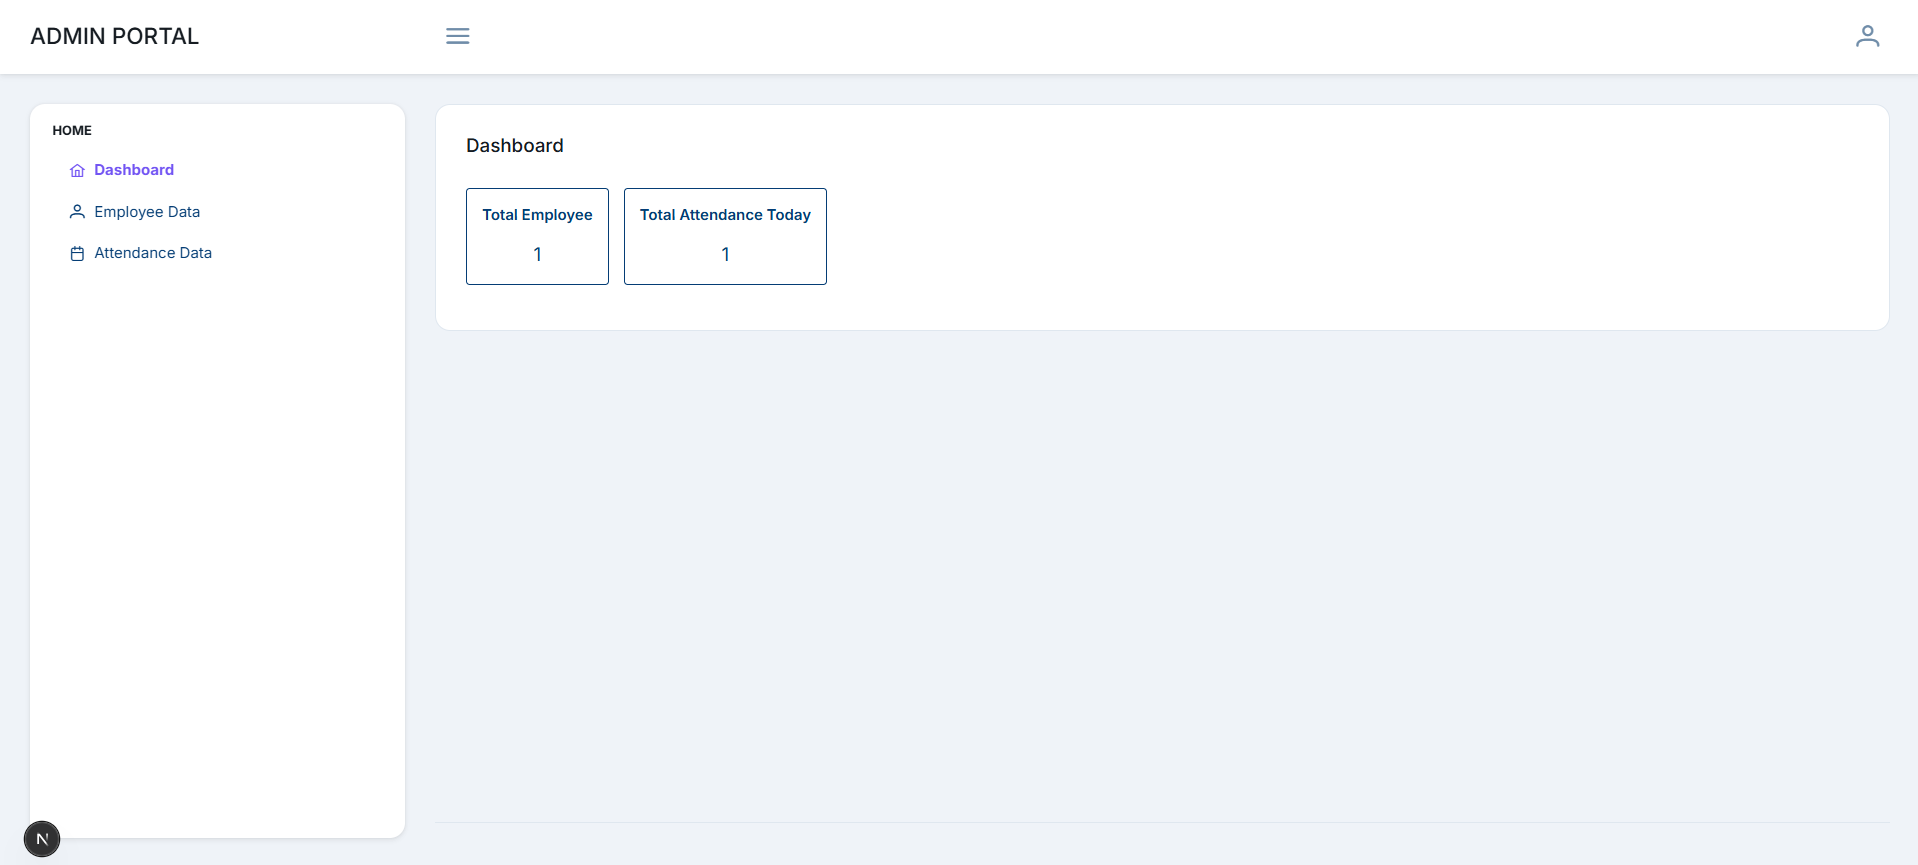 ADMIN PORTAL
HOME
Dashboard
Employee Data
Attendance Data
Dashboard
Total Employee
1
Total Attendance Today
1
N